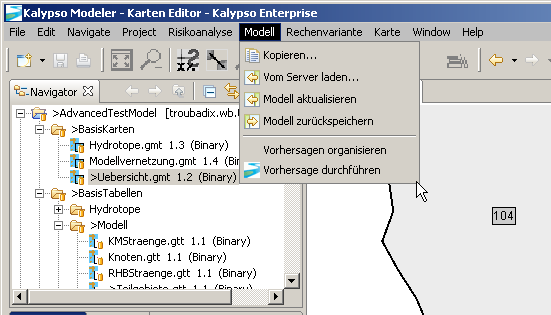 Kalypso Modeler - Karten Editor - Kalypso Enterprise
File Edit Navigate Project Risikoanalyse Modell Rechenvariante Karte Window Help
Kopieren...
Vom Server laden...
Modell aktualisieren
Modell zurückspeichern
Vorhersagen organisieren
Vorhersage durchführen
Navigator
>AdvancedTestModel [troubadix.wb.
>BasisKarten
Hydrotope.gmt 1.3 (Binary)
Modellvernetzung.gmt 1.4 (Binary)
>Uebersicht.gmt 1.2 (Binary)
>BasisTabellen
Hydrotope
>Modell
KMStraenge.gtt 1.1 (Binary)
Knoten.gtt 1.1 (Binary)
RHBStraenge.gtt 1.1 (Binary)
>Teilgebiete.gtt 1.1 (Binary)
104